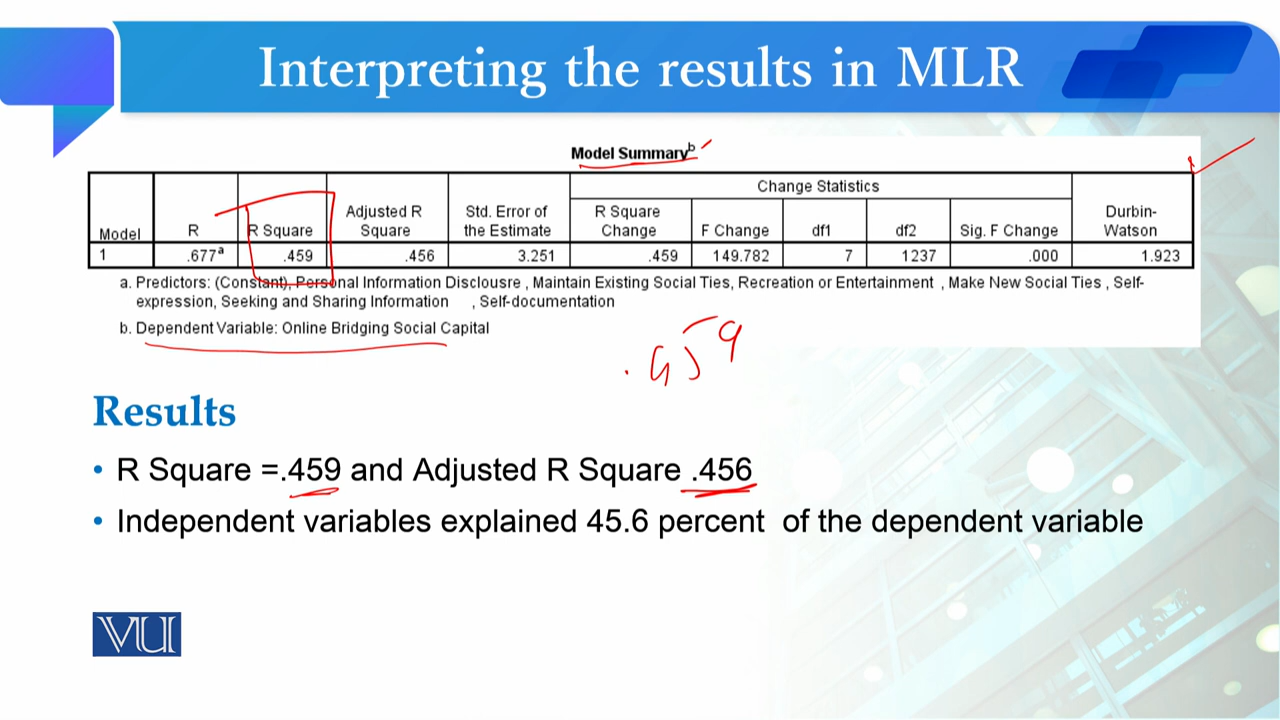 Interpreting the results in MLR
Model Summaryb
Change Statistics
Model R R Square Adjusted R Square Std. Error of the Estimate R Square Change F Change df1 df2 Sig. F Change Durbin-Watson
1 .677a .459 .456 3.251 .459 149.782 7 1237 .000 1.923
a. Predictors: (Constant), Personal Information Disclousre , Maintain Existing Social Ties, Recreation or Entertainment , Make New Social Ties , Self-
expression, Seeking and Sharing Information , Self-documentation
b. Dependent Variable: Online Bridging Social Capital
.459
Results
• R Square =.459 and Adjusted R Square .456
• Independent variables explained 45.6 percent of the dependent variable
VU